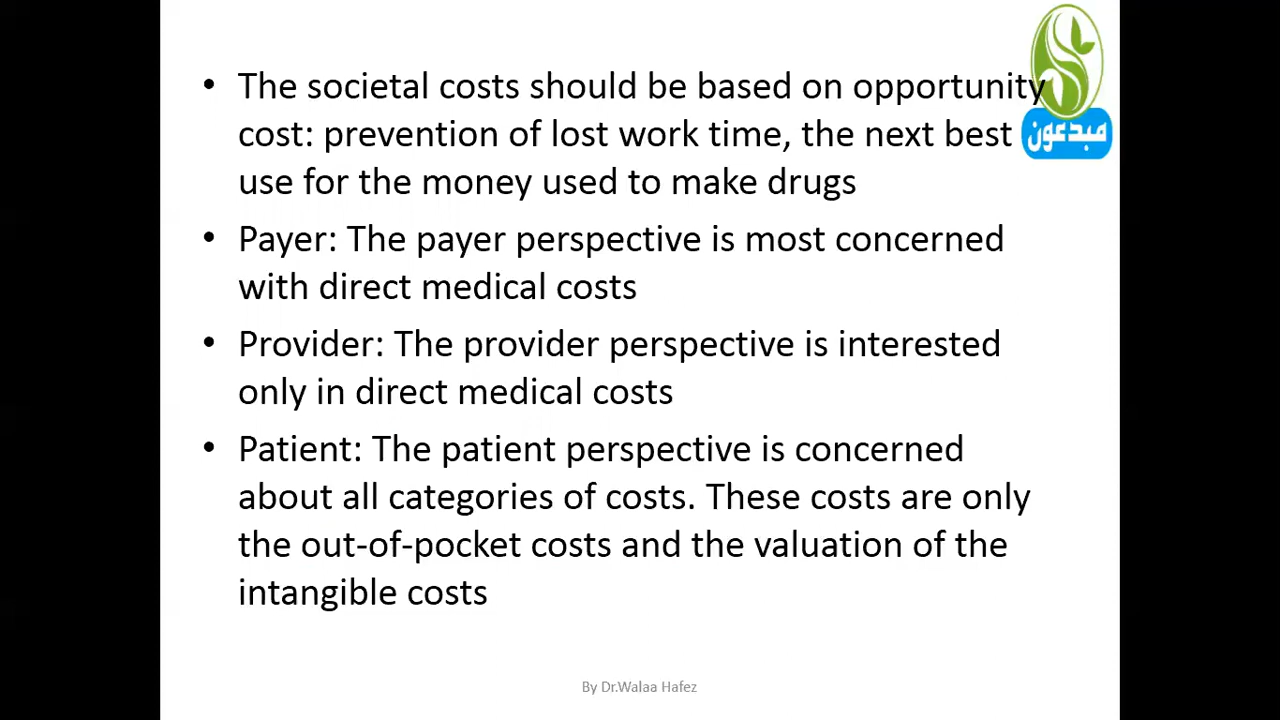 • The societal costs should be based on opportunity
cost: prevention of lost work time, the next best
use for the money used to make drugs
• Payer: The payer perspective is most concerned
with direct medical costs
• Provider: The provider perspective is interested
only in direct medical costs
• Patient: The patient perspective is concerned
about all categories of costs. These costs are only
the out-of-pocket costs and the valuation of the
intangible costs
مبدعون
By Dr.Walaa Hafez